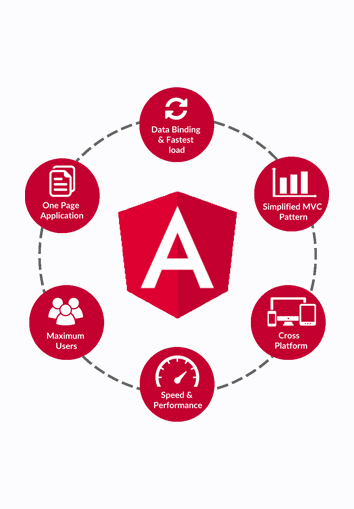 Data Binding
& Fastest
load
Simplified MVC
Pattern
Cross
Platform
Speed &
Performance
Maximum
Users
One Page
Application
A